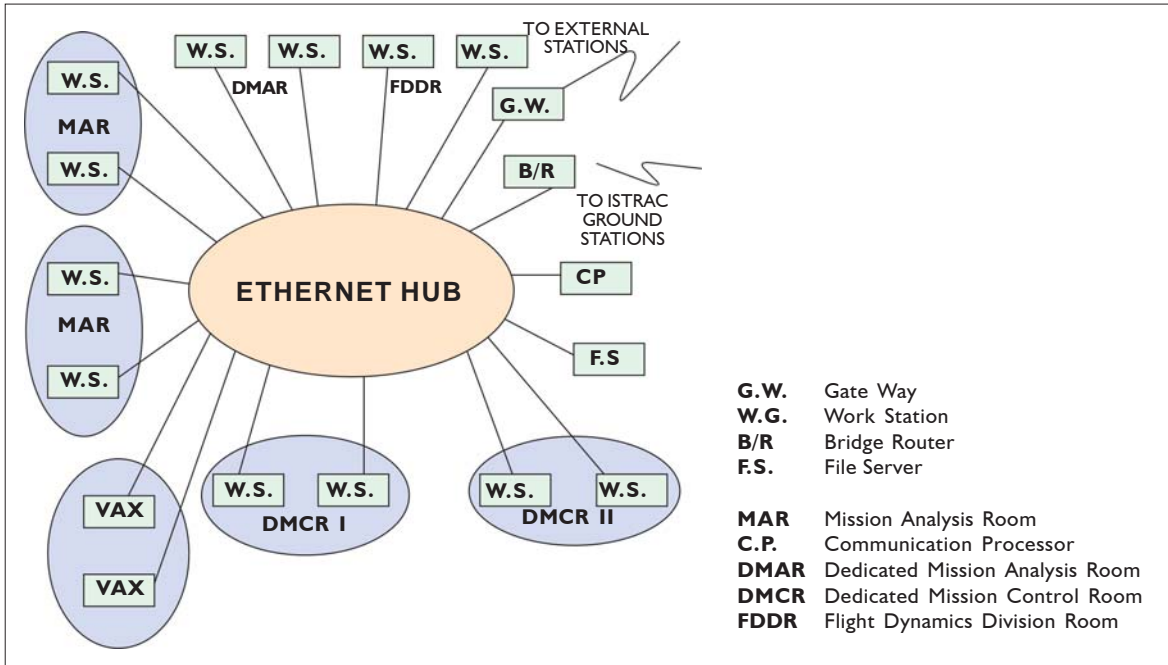 TO EXTERNAL
STATIONS
W.S. W.S. W.S. W.S.
DMAR FDDR
G.W.
W.S.
MAR
W.S.
B/R
TO ISTRAC
GROUND
STATIONS
W.S.
MAR
W.S.
ETHERNET HUB
CP
F.S
VAX
VAX
W.S. W.S.
DMCR I
W.S. W.S.
DMCR II
G.W. Gate Way
W.G. Work Station
B/R Bridge Router
F.S. File Server
MAR Mission Analysis Room
C.P. Communication Processor
DMAR Dedicated Mission Analysis Room
DMCR Dedicated Mission Control Room
FDDR Flight Dynamics Division Room